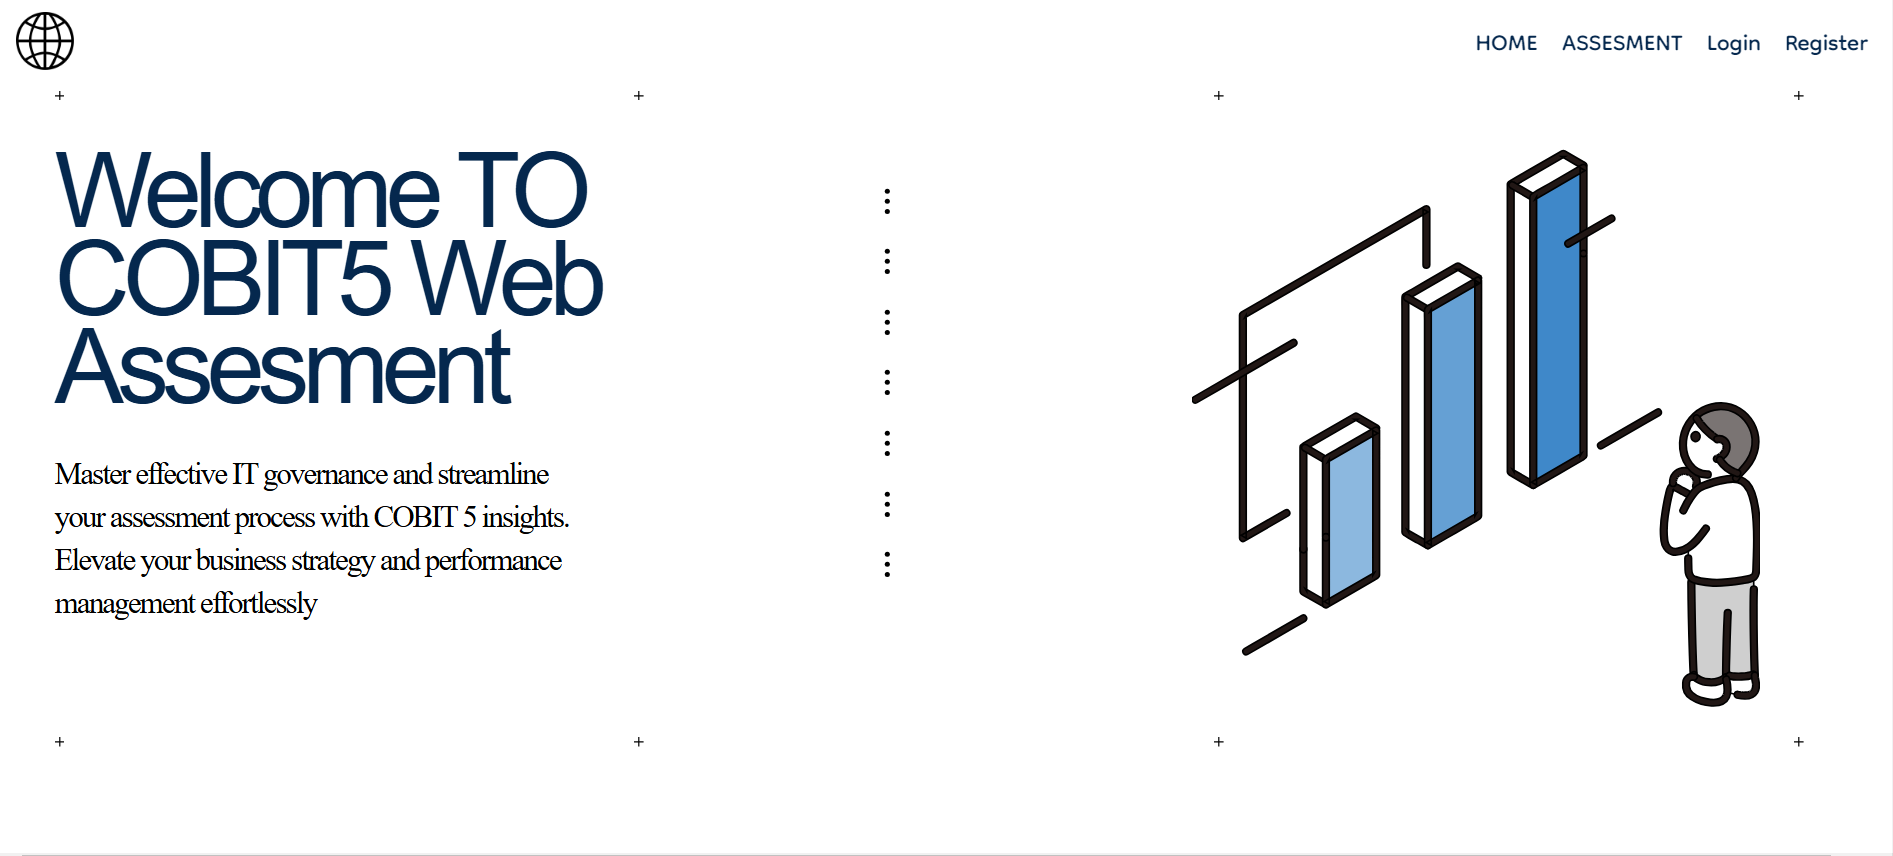 HOME ASSESMENT Login Register
Welcome TO
COBIT5 Web
Assesment
Master effective IT governance and streamline
your assessment process with COBIT 5 insights.
Elevate your business strategy and performance
management effortlessly